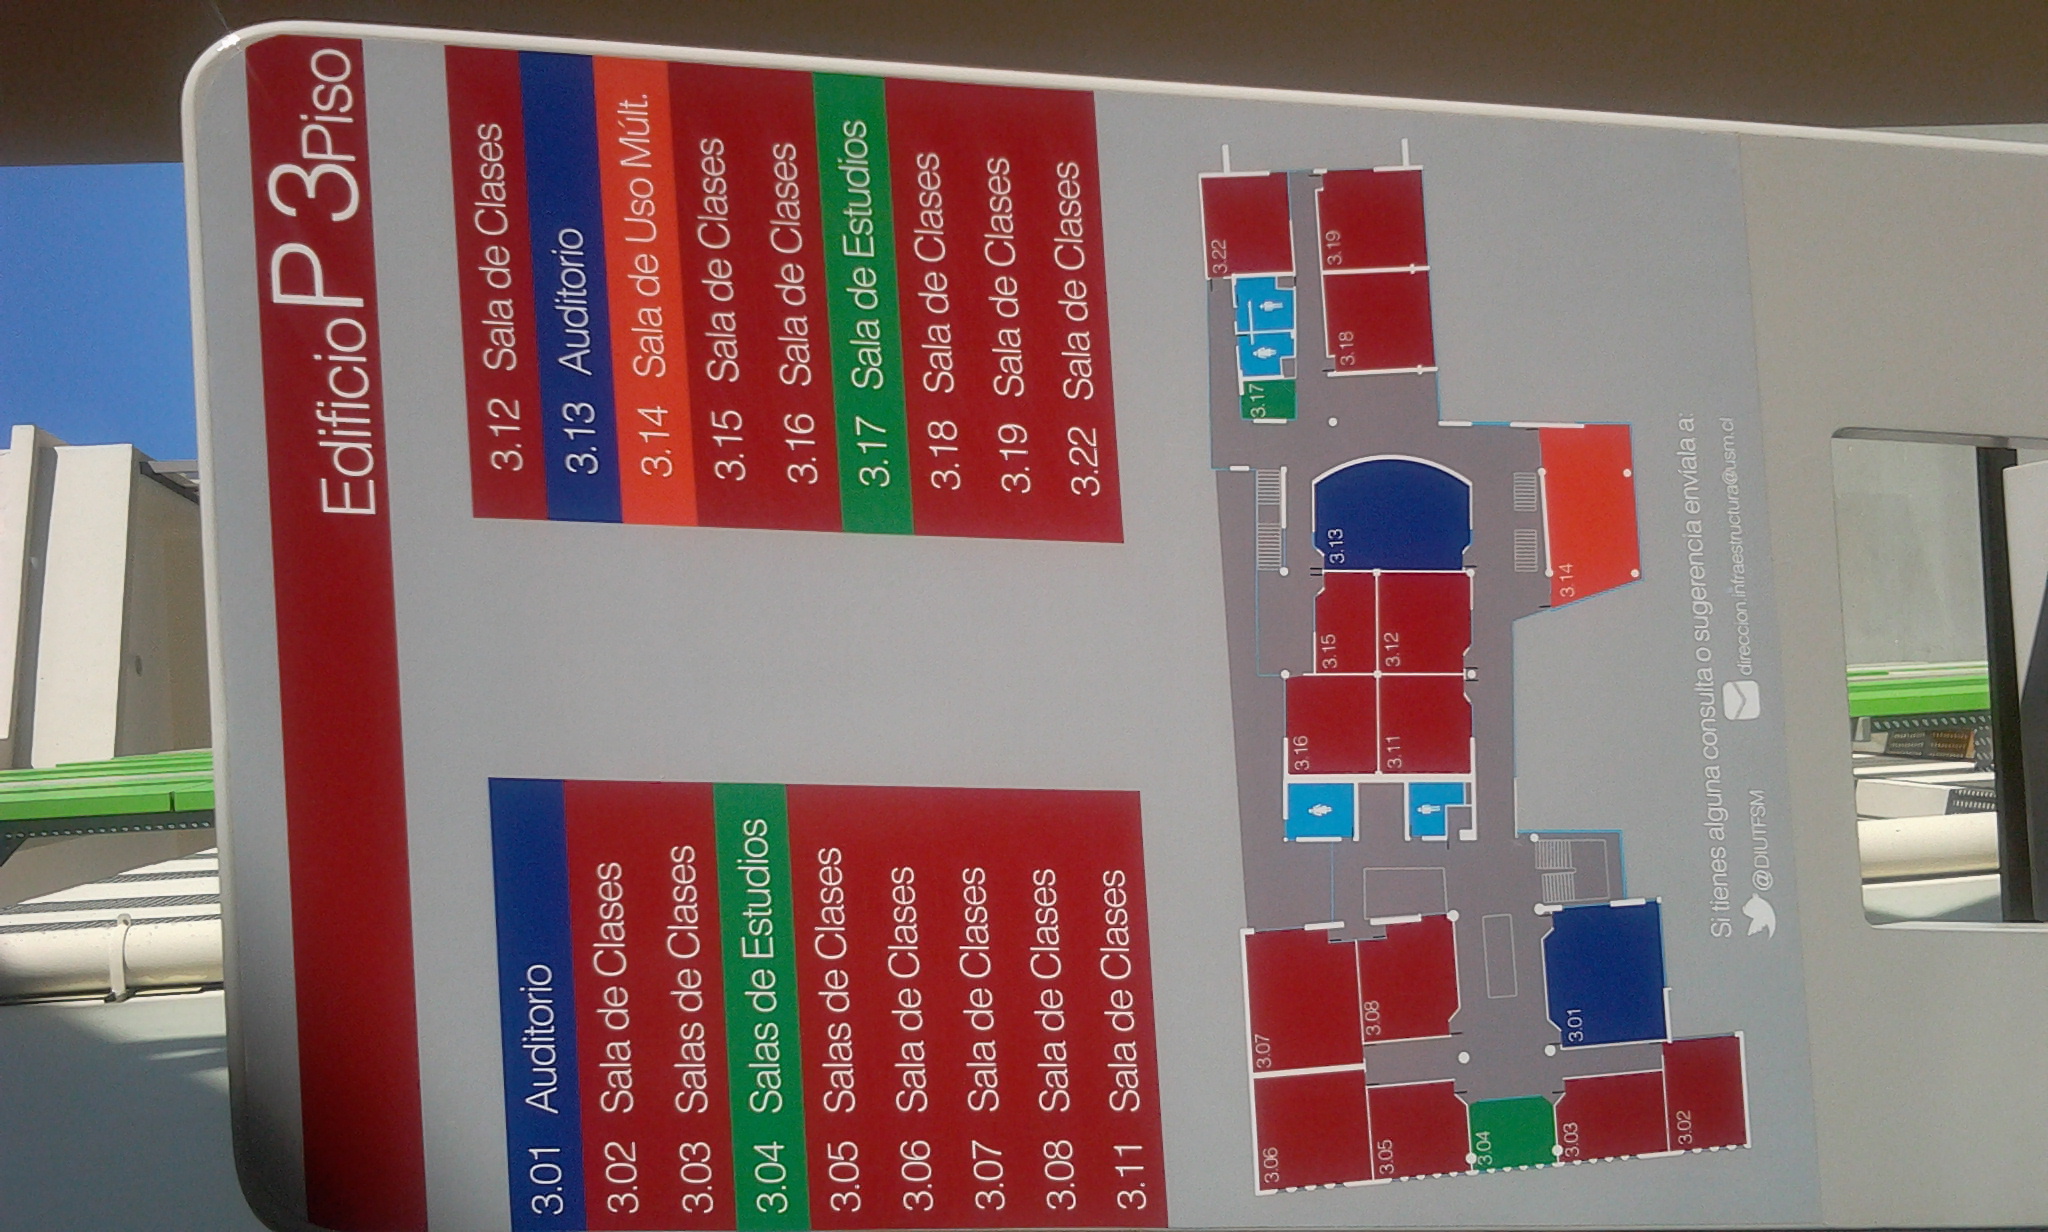 Edificio P 3 Piso
3.01 Auditorio
3.02 Sala de Clases
3.03 Salas de Clases
3.04 Salas de Estudios
3.05 Salas de Clases
3.06 Sala de Clases
3.07 Sala de Clases
3.08 Sala de Clases
3.11 Sala de Clases
3.12 Sala de Clases
3.13 Auditorio
3.14 Sala de Uso Múlt.
3.15 Sala de Clases
3.16 Sala de Clases
3.17 Sala de Estudios
3.18 Sala de Clases
3.19 Sala de Clases
3.22 Sala de Clases
3.06
3.07
3.05
3.08
3.04
3.03
3.01
3.02
3.16
3.15
3.13
3.11
3.12
3.14
3.17
3.22
3.18
3.19
Si tienes alguna consulta o sugerencia envíala a:
@DIUTFSM
direccion.infraestructura@usm.cl